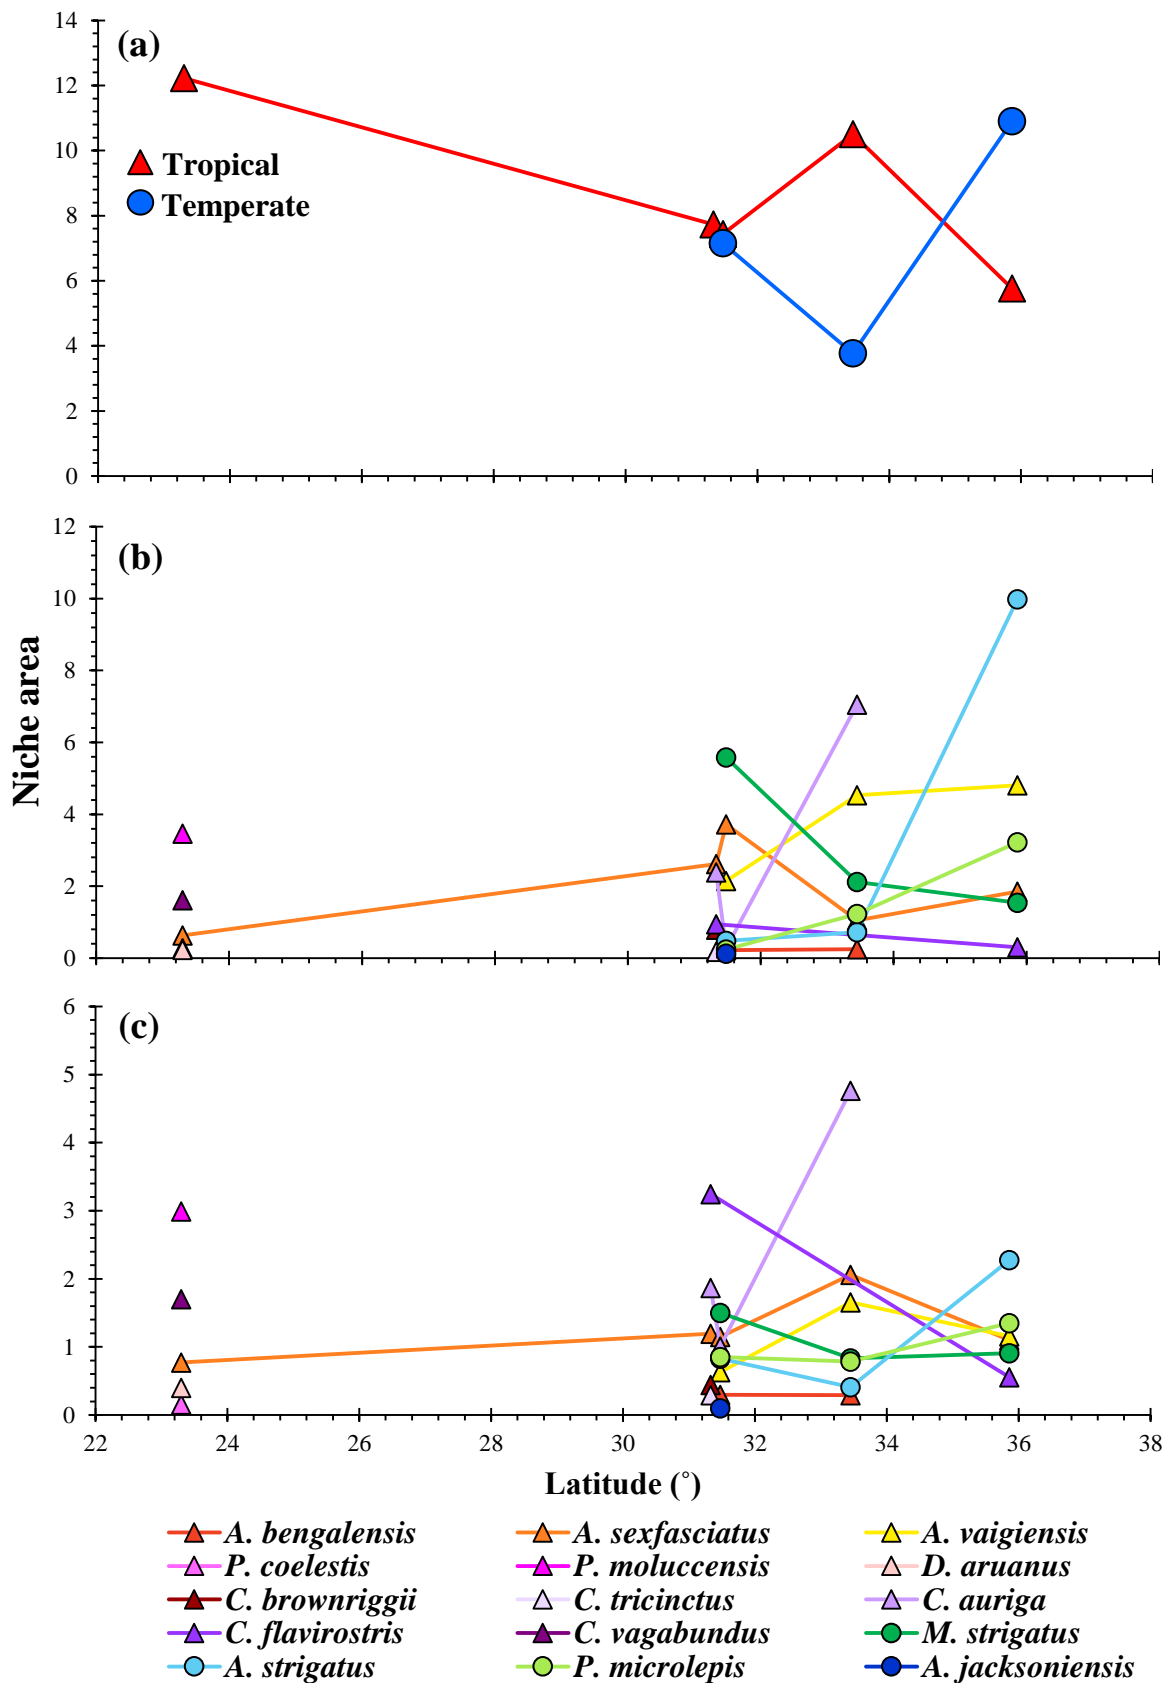 14
(a)
12
10
Tropical
8
Temperate
6
4
2
0
12
(b)
10
8
Niche area
6
4
2
0
6
(c)
5
4
3
2
1
0
22 24 26 28 30 32 34 36 38
Latitude (°)
A. bengalensis A. sexfasciatus A. vaigiensis
P. coelestis P. moluccensis D. aruanus
C. brownriggii C. tricinctus C. auriga
C. flavirostris C. vagabundus M. strigatus
A. strigatus P. microlepis A. jacksoniensis